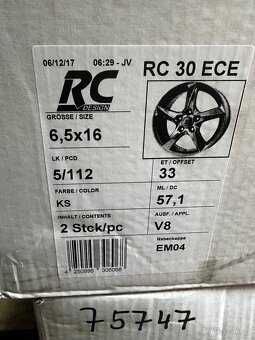 06/12/17 06:29 - JV
RC 30 ECE
RC
DESIGN
GRÖSSE / SIZE
6,5x16
LK / PCD
5/112
ET / OFFSET
33
FARBE / COLOR
KS
ML / DC
57,1
INHALT / CONTENTS
2 Stck/pc
AUSF. / APPL.
V8
Nabenkappe
EM04
A 250996 306068
75747